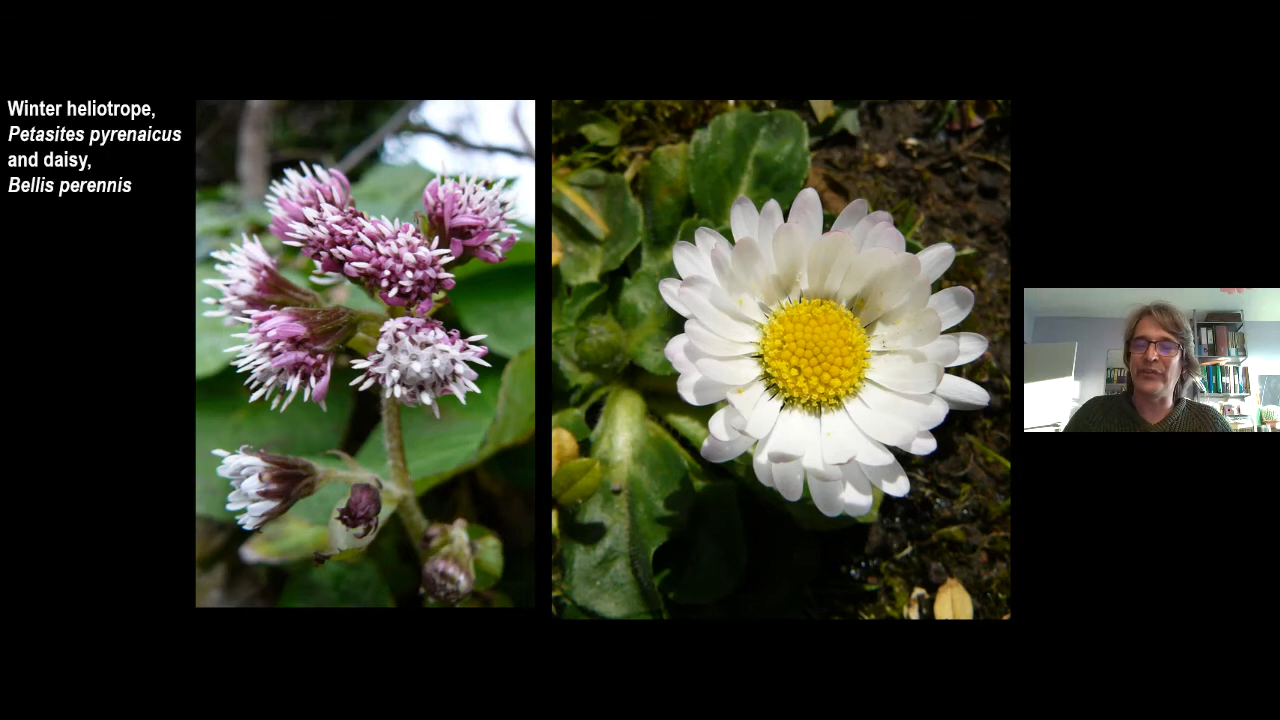 Winter heliotrope,
Petasites pyrenaicus
and daisy,
Bellis perennis